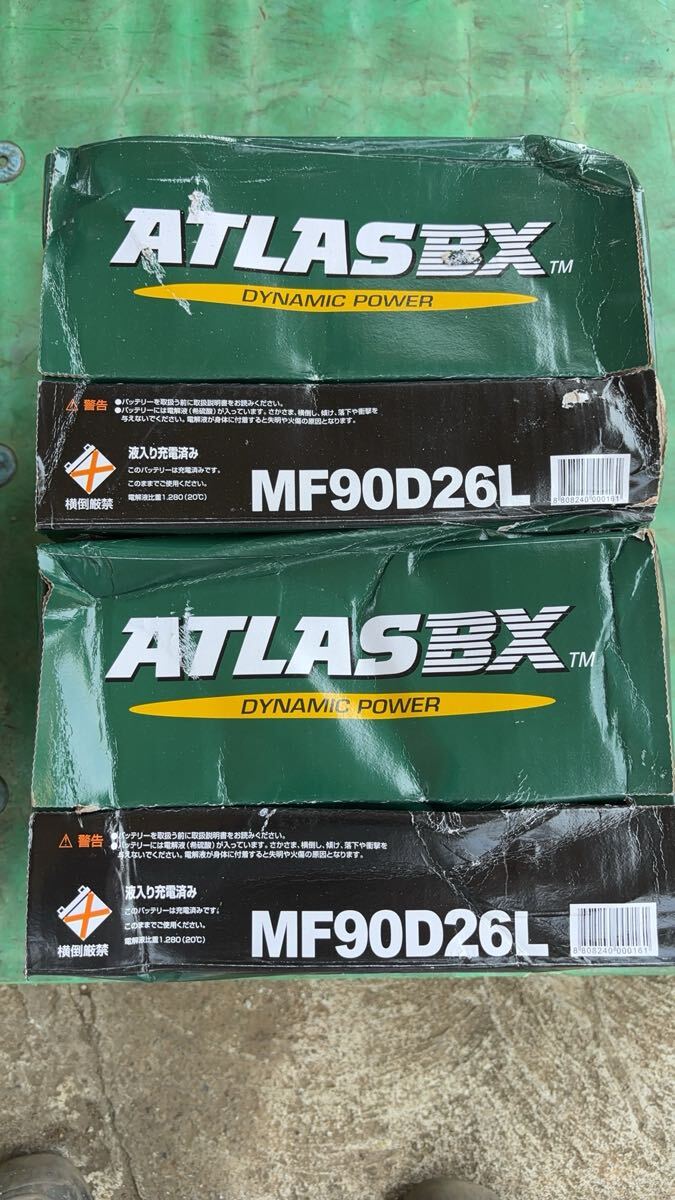 ATLASBX TM
DYNAMIC POWER
警告
●バッテリーを取扱う前に取扱説明書をお読みください。
●バッテリーには電解液(希硫酸)が入っています。さかさま、横倒し、傾け、落下や衝撃を
与えないでください。電解液が身体に付着すると失明や火傷の原因となります。
横倒厳禁
液入り充電済み
このバッテリーは充電済みです。
このままでご使用ください。
電解液比重1.280(20℃)
MF90D26L
8 808240 000161
ATLASBX TM
DYNAMIC POWER
警告
●バッテリーを取扱う前に取扱説明書をお読みください。
●バッテリーには電解液(希硫酸)が入っています。さかさま、横倒し、傾け、落下や衝撃を
与えないでください。電解液が身体に付着すると失明や火傷の原因となります。
横倒厳禁
液入り充電済み
このバッテリーは充電済みです。
このままでご使用ください。
電解液比重1.280(20℃)
MF90D26L
8 808240 000161